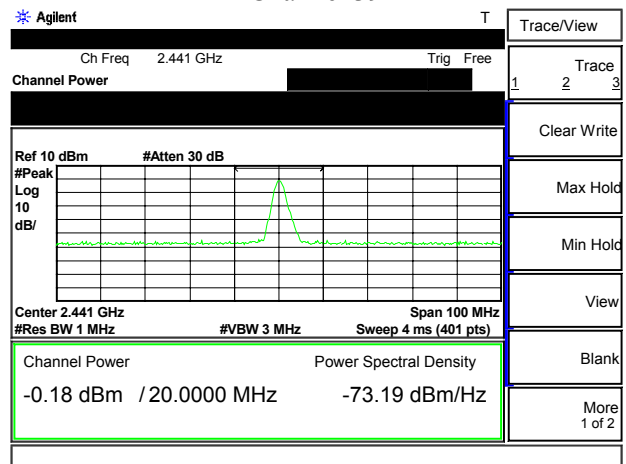 Agilent T
Trace/View
Ch Freq 2.441 GHz Trig Free
Channel Power
Trace
1 2 3
Clear Write
Ref 10 dBm #Atten 30 dB
#Peak
Log
10
dB/
Max Hold
Min Hold
Center 2.441 GHz Span 100 MHz
#Res BW 1 MHz #VBW 3 MHz Sweep 4 ms (401 pts)
View
Channel Power Power Spectral Density
-0.18 dBm / 20.0000 MHz -73.19 dBm/Hz
Blank
More
1 of 2